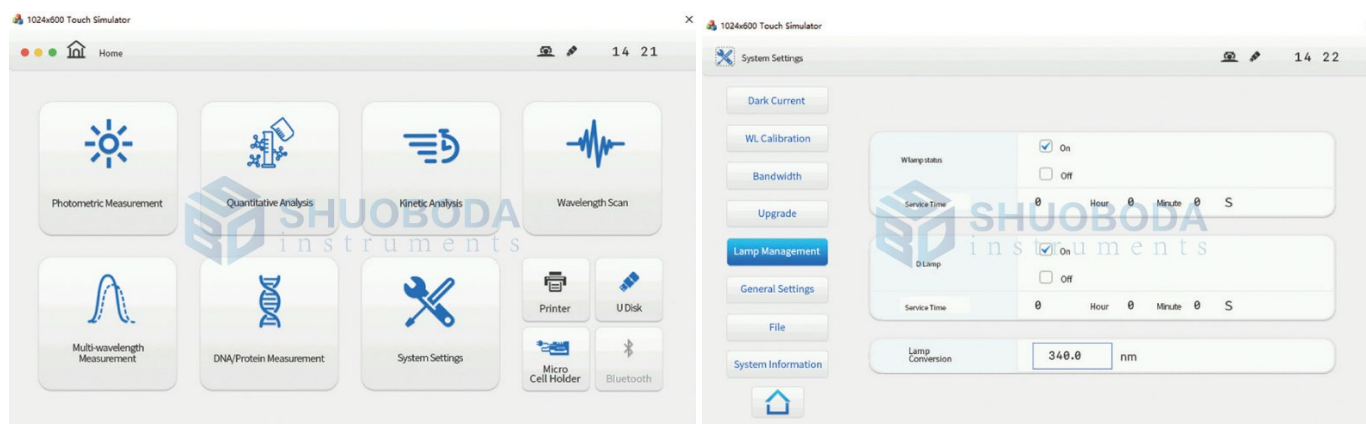 1024x600 Touch Simulator
Home
14 21
Photometric Measurement
Quantitative Analysis
Kinetic Analysis
Wavelength Scan
Multi-wavelength
Measurement
DNA/Protein Measurement
System Settings
Printer
U Disk
Micro
Cell Holder
Bluetooth
SHUOBODA
instruments
1024x600 Touch Simulator
System Settings
14 22
Dark Current
WL Calibration
Bandwidth
Upgrade
Lamp Management
General Settings
File
System Information
W lamp status
On
Off
Service Time
0 Hour 0 Minute 0 S
D Lamp
On
Off
Service Time
0 Hour 0 Minute 0 S
Lamp
Conversion
340.0 nm
SHUOBODA
instruments